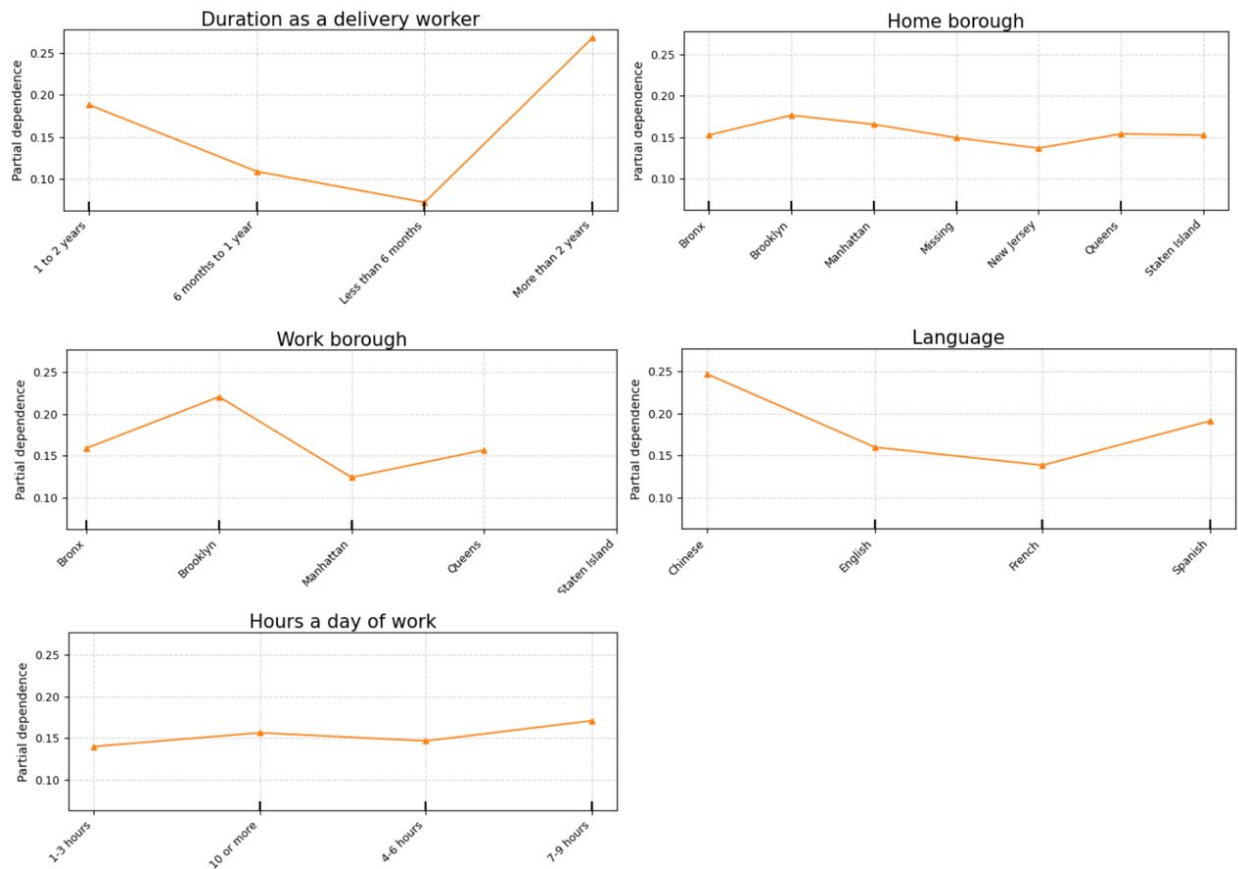 Duration as a delivery worker
Partial dependence
0.25
0.20
0.15
0.10
1 to 2 years
6 months to 1 year
Less than 6 months
More than 2 years
Home borough
Partial dependence
0.25
0.20
0.15
0.10
Bronx
Brooklyn
Manhattan
Missing
New Jersey
Queens
Staten Island
Work borough
Partial dependence
0.25
0.20
0.15
0.10
Bronx
Brooklyn
Manhattan
Queens
Staten Island
Language
Partial dependence
0.25
0.20
0.15
0.10
Chinese
English
French
Spanish
Hours a day of work
Partial dependence
0.25
0.20
0.15
0.10
1-3 hours
10 or more
4-6 hours
7-9 hours